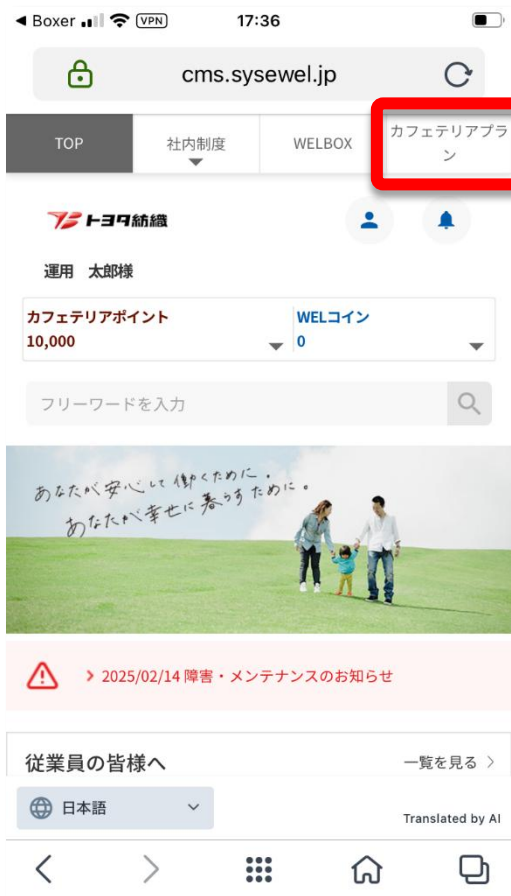 ◀ Boxer VPN 17:36
cms.sysewel.jp
TOP 社内制度 WELBOX カフェテリアプラ
ン
トヨタ紡織
運用 太郎様
カフェテリアポイント WELコイン
10,000 0
フリーワードを入力
あなたが安心して働くために。
あなたが幸せに暮らすために。
> 2025/02/14 障害・メンテナンスのお知らせ
従業員の皆様へ 一覧を見る >
日本語
Translated by AI